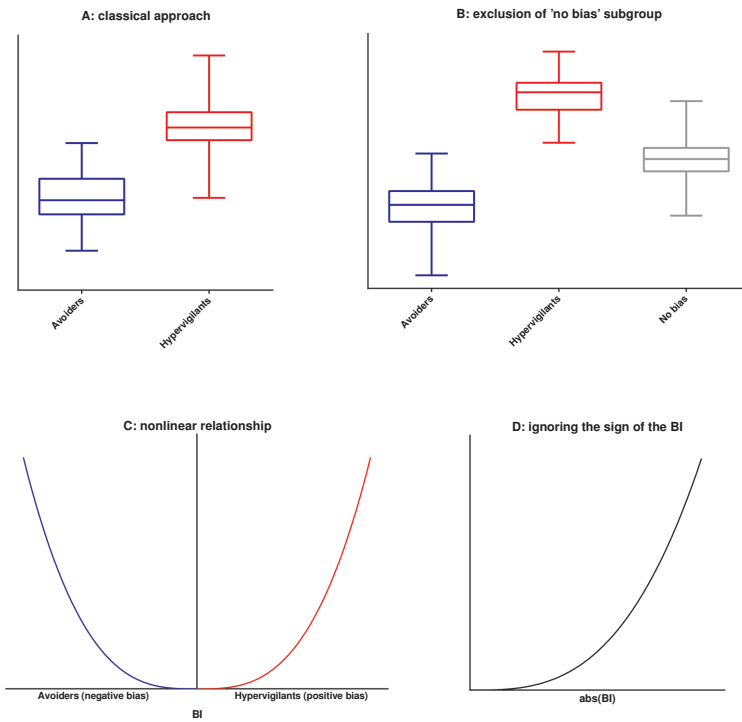 A: classical approach
B: exclusion of 'no bias' subgroup
Avoiders
Hypervigilants
Avoiders
Hypervigilants
No bias
C: nonlinear relationship
D: ignoring the sign of the BI
Avoiders (negative bias)
Hypervigilants (positive bias)
BI
abs(BI)